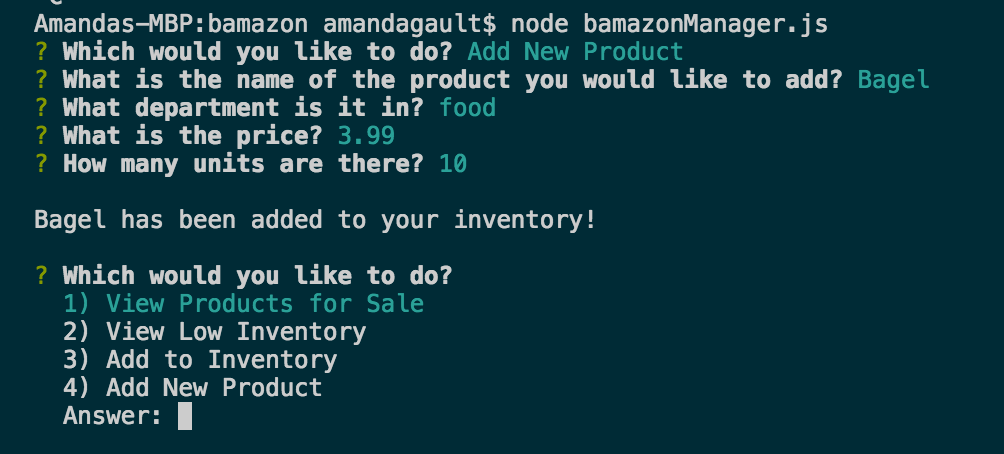 Amandas-MBP:bamazon amandagault$ node bamazonManager.js
? Which would you like to do? Add New Product
? What is the name of the product you would like to add? Bagel
? What department is it in? food
? What is the price? 3.99
? How many units are there? 10
Bagel has been added to your inventory!
? Which would you like to do?
1) View Products for Sale
2) View Low Inventory
3) Add to Inventory
4) Add New Product
Answer: